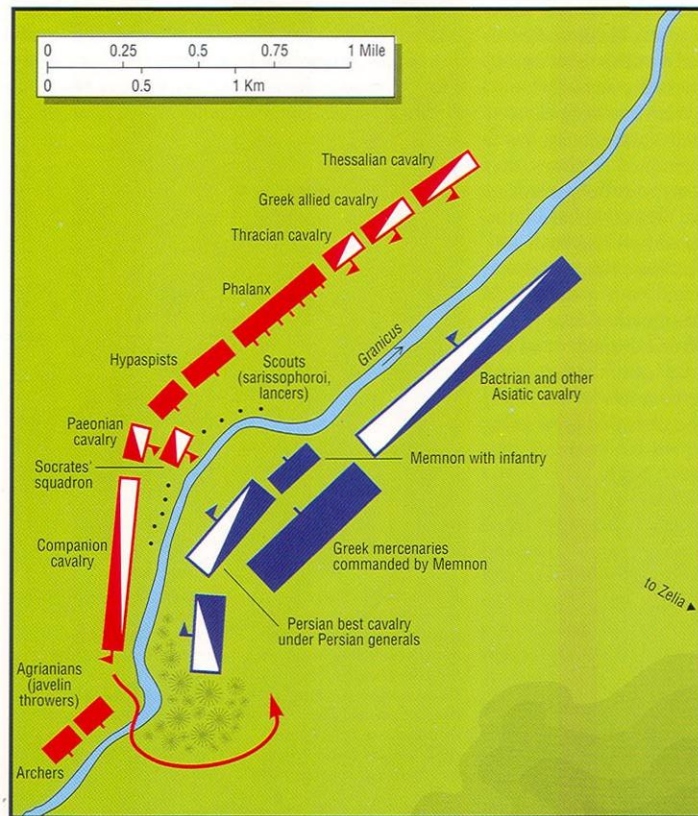 0 0.25 0.5 0.75 1 Mile
0 0.5 1 Km
Thessalian cavalry
Greek allied cavalry
Thracian cavalry
Phalanx
Hypaspists
Scouts
(sarissophoroi,
lancers)
Granicus
Bactrian and other
Asiatic cavalry
Paeonian
cavalry
Socrates'
squadron
Memnon with infantry
Companion
cavalry
Greek mercenaries
commanded by Memnon
to Zelia
Persian best cavalry
under Persian generals
Agrianians
(javelin
throwers)
Archers